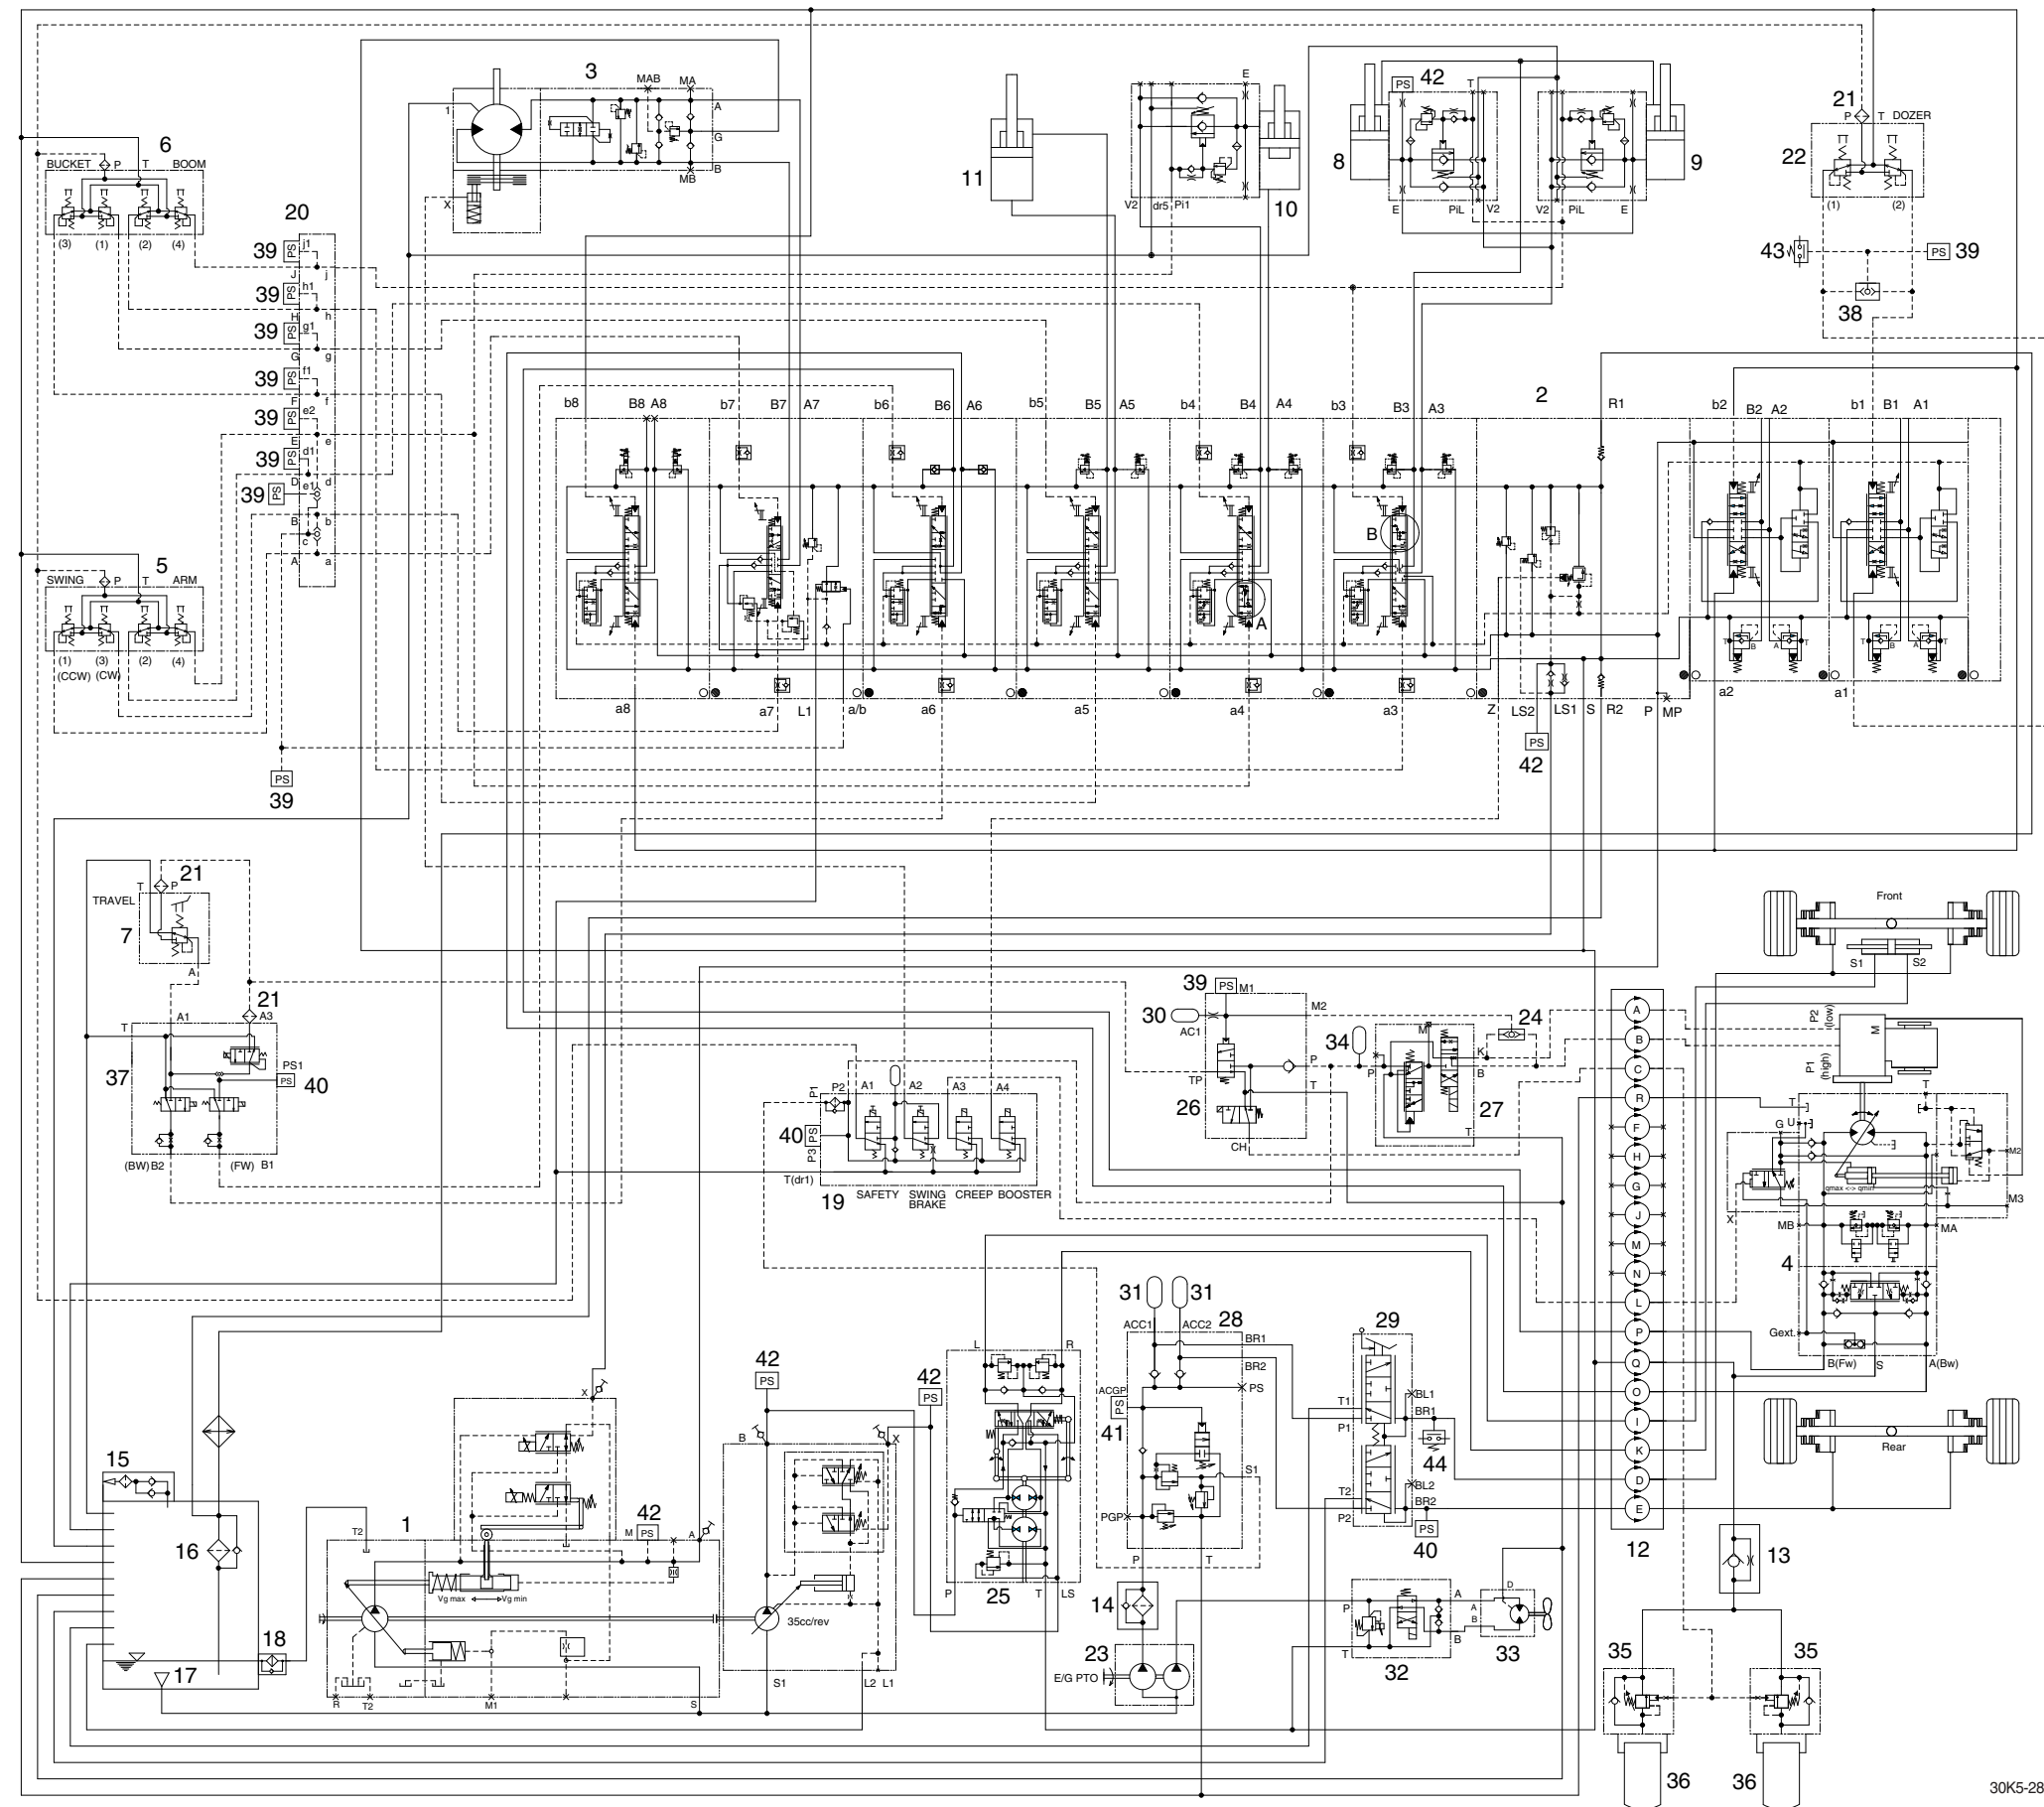 3
MAB
MA
A
G
B
MB
1
X
11
E
V2
dr5
Pi1
10
PS
42
T
8
9
E
PiL
V2
V2
PiL
E
21
P
T
DOZER
22
(1)
(2)
43
PS
39
38
6
BUCKET
P
T
BOOM
(3)
(1)
(2)
(4)
20
39
PS
j1
J
j
39
PS
h1
H
h
39
PS
g1
G
g
39
PS
f1
F
f
39
PS
e2
E
e
39
PS
d1
D
d
39
PS
e1
B
b
c
A
a
5
SWING
P
T
ARM
(1)
(3)
(2)
(4)
(CCW)
(CW)
PS
39
2
b8
B8
A8
b7
B7
A7
b6
B6
A6
b5
B5
A5
b4
B4
A4
b3
B3
A3
R1
b2
B2
A2
b1
B1
A1
B
A
T
B
A
T
T
B
A
T
a8
a7
L1
a/b
a6
a5
a4
a3
Z
LS2
LS1
S
R2
P
MP
a2
a1
PS
42
T
P
21
TRAVEL
7
A
21
T
A1
A3
37
PS1
PS
40
(BW)
B2
(FW)
B1
39
PS
M1
30
AC1
M2
P
T
TP
26
CH
34
24
M
P
K
B
27
T
P1
P2
A1
A2
A3
A4
40
PS
P3
T(dr1)
19
SAFETY
SWING
BRAKE
CREEP
BOOSTER
Front
S1
S2
A
B
C
R
F
H
G
J
M
N
L
P
Q
O
I
K
D
E
12
P2
(low)
P1
(high)
M
T
T
G
U
M2
qmax <-> qmin
M3
X
MB
MA
4
Gext.
B(Fw)
S
A(Bw)
Rear
31
31
ACC1
ACC2
28
BR1
BR2
ACGP
PS
PS
41
S1
PGP
P
T
29
T1
P1
BL1
BR1
44
T2
P2
BL2
BR2
PS
40
L
R
P
25
T
LS
42
PS
42
PS
B
X
35cc/rev
S1
L2
L1
15
16
18
17
1
X
42
T2
M
PS
A
Vg max
Vg min
R
T2
M1
S
14
23
E/G PTO
P
T
A
B
32
D
A
B
33
13
35
35
36
36
30K5-28